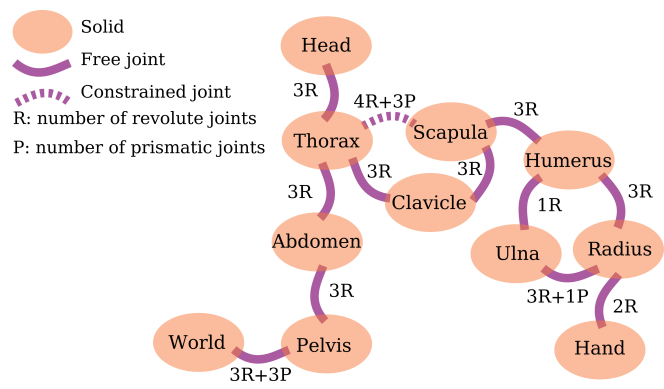 Solid
Free joint
Constrained joint
R: number of revolute joints
P: number of prismatic joints
Head
3R
4R+3P
3R
Thorax
Scapula
Humerus
3R
3R
3R
3R
Clavicle
1R
Abdomen
Ulna
Radius
3R
3R+1P
2R
World
Pelvis
Hand
3R+3P